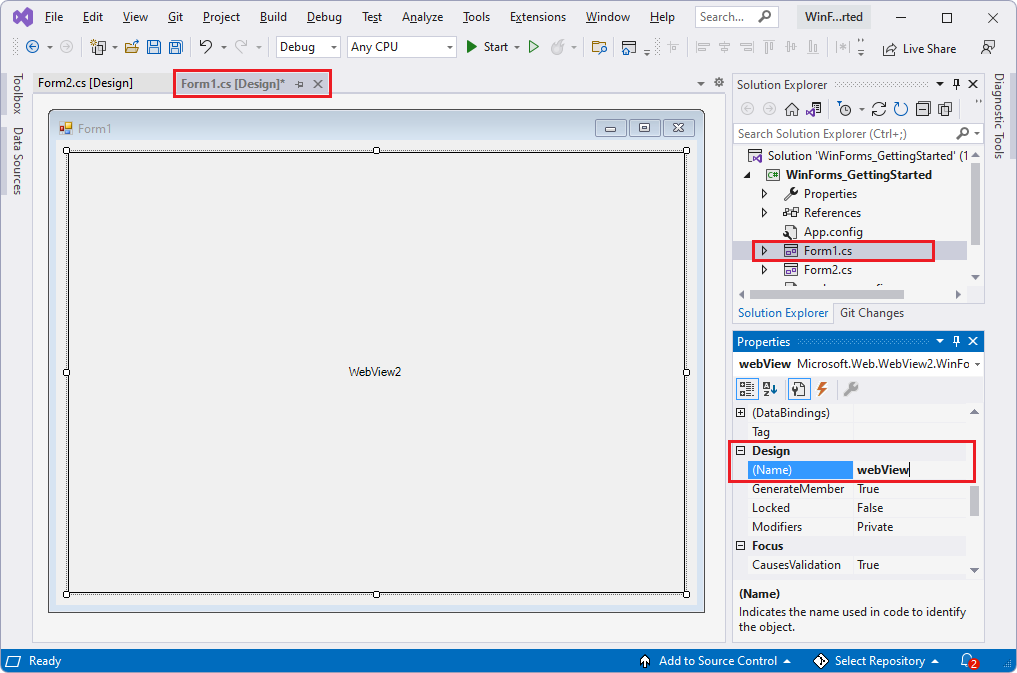 File Edit View Git Project Build Debug Test Analyze Tools Extensions Window Help Search... WinF...rted
Debug Any CPU Start Live Share
Toolbox
Data Sources
Form2.cs [Design] Form1.cs [Design]*
Form1
WebView2
Solution Explorer
Search Solution Explorer (Ctrl+;)
Solution 'WinForms_GettingStarted' (1
C# WinForms_GettingStarted
Properties
References
App.config
Form1.cs
Form2.cs
Solution Explorer Git Changes
Properties
webView Microsoft.Web.WebView2.WinFo
(DataBindings)
Tag
Design
(Name) webView
GenerateMember True
Locked False
Modifiers Private
Focus
CausesValidation True
(Name)
Indicates the name used in code to identify
the object.
Diagnostic Tools
Ready Add to Source Control Select Repository 2